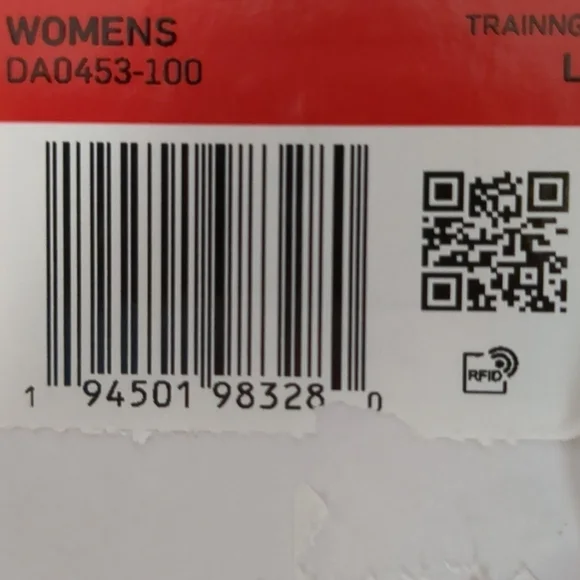 WOMENS
TRAINNG
DA0453-100
L
1 94501 98328 0
RFID